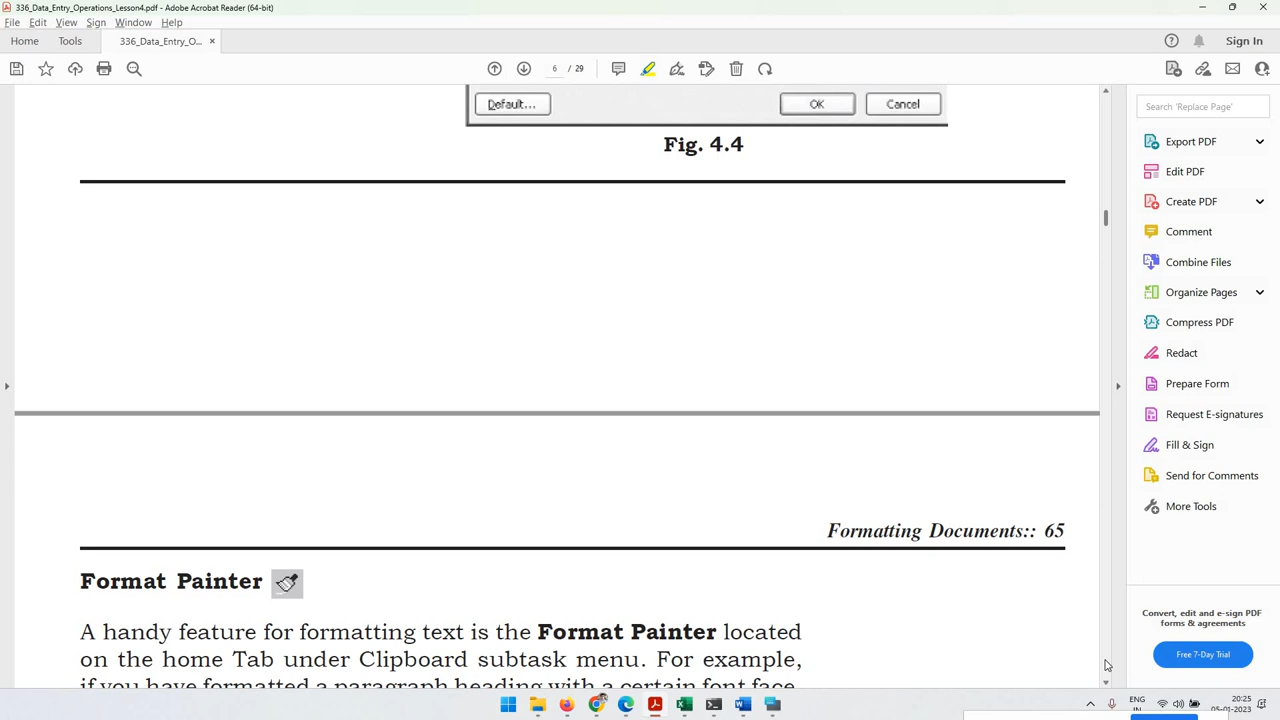 336_Data_Entry_Operations_Lesson4.pdf - Adobe Acrobat Reader (64-bit)
File Edit View Sign Window Help
Home Tools 336_Data_Entry_O... × Sign In
6 / 29
Search 'Replace Page'
Default... OK Cancel
Fig. 4.4
Export PDF
Edit PDF
Create PDF
Comment
Combine Files
Organize Pages
Compress PDF
Redact
Prepare Form
Request E-signatures
Fill & Sign
Send for Comments
More Tools
Formatting Documents:: 65
Format Painter
A handy feature for formatting text is the Format Painter located
on the home Tab under Clipboard subtask menu. For example,
if you have formatted a paragraph heading with a certain font face
Convert, edit and e-sign PDF
forms & agreements
Free 7-Day Trial
ENG
IN
20:25
05-01-2023